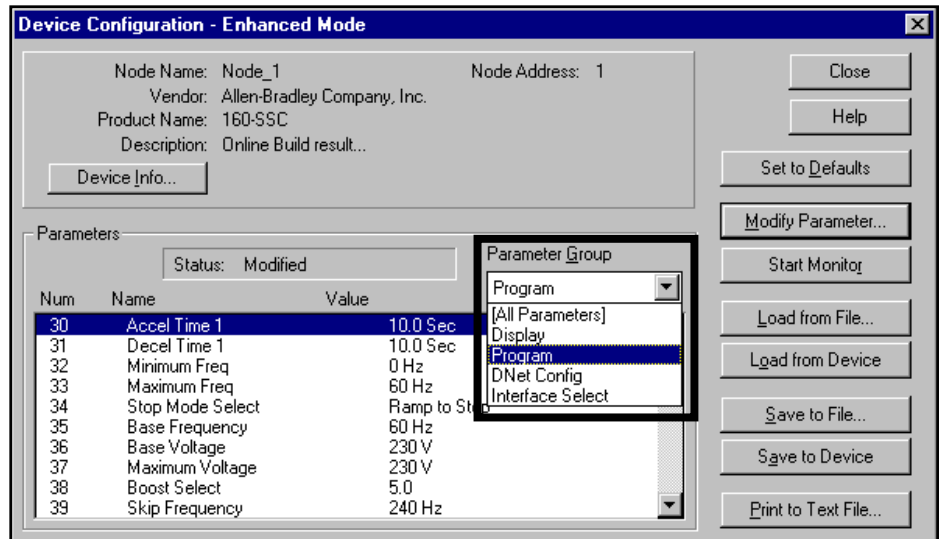 Device Configuration - Enhanced Mode
Node Name: Node_1 Node Address: 1
Vendor: Allen-Bradley Company, Inc.
Product Name: 160-SSC
Description: Online Build result...
Device Info...
Close
Help
Set to Defaults
Modify Parameter...
Start Monitor
Load from File...
Load from Device
Save to File...
Save to Device
Print to Text File...
Parameters
Status: Modified
Parameter Group
Program
[All Parameters]
Display
Program
DNet Config
Interface Select
Num Name Value
30 Accel Time 1 10.0 Sec
31 Decel Time 1 10.0 Sec
32 Minimum Freq 0 Hz
33 Maximum Freq 60 Hz
34 Stop Mode Select Ramp to Stop
35 Base Frequency 60 Hz
36 Base Voltage 230 V
37 Maximum Voltage 230 V
38 Boost Select 5.0
39 Skip Frequency 240 Hz